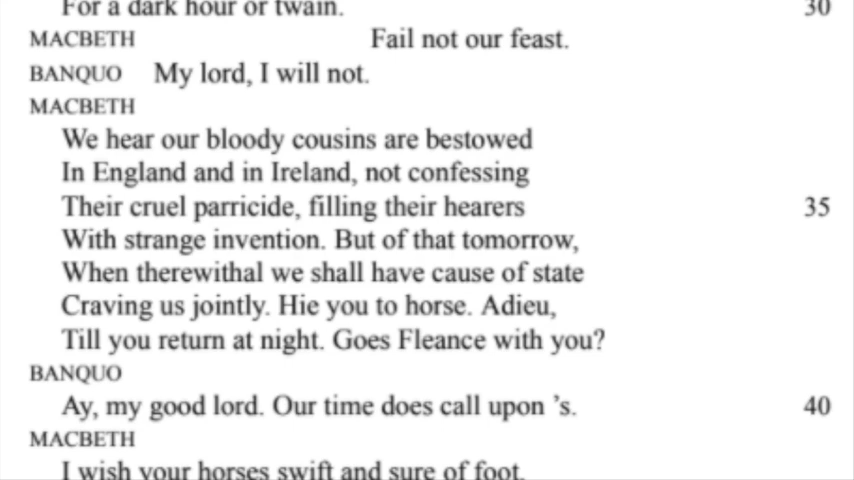 For a dark hour or twain. 30
MACBETH Fail not our feast.
BANQUO My lord, I will not.
MACBETH
We hear our bloody cousins are bestowed
In England and in Ireland, not confessing
Their cruel parricide, filling their hearers 35
With strange invention. But of that tomorrow,
When therewithal we shall have cause of state
Craving us jointly. Hie you to horse. Adieu,
Till you return at night. Goes Fleance with you?
BANQUO
Ay, my good lord. Our time does call upon ’s. 40
MACBETH
I wish your horses swift and sure of foot,